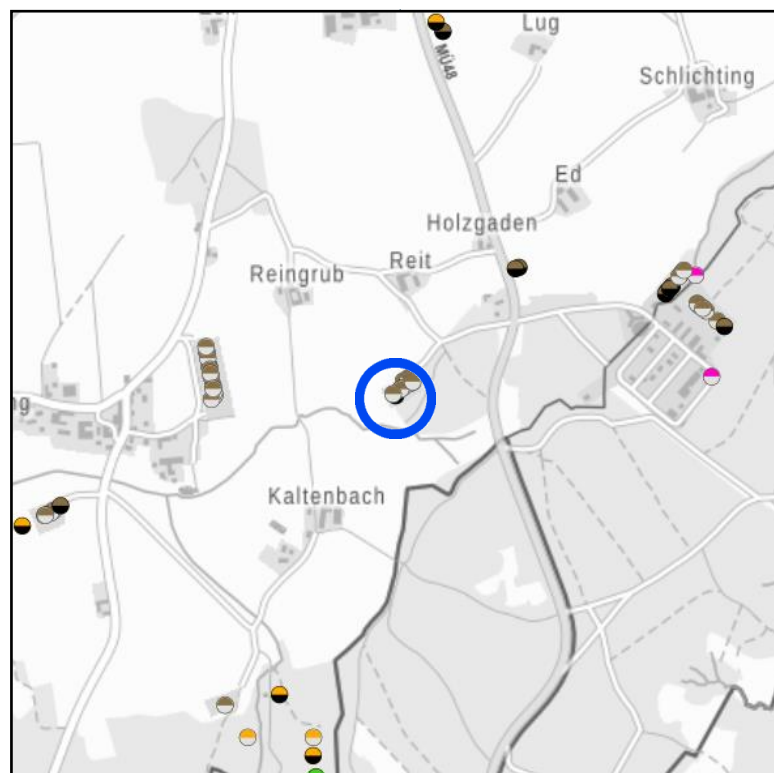 Lug
MÜ48
Schlichting
Ed
Holzgaden
Reit
Reingrub
Kaltenbach